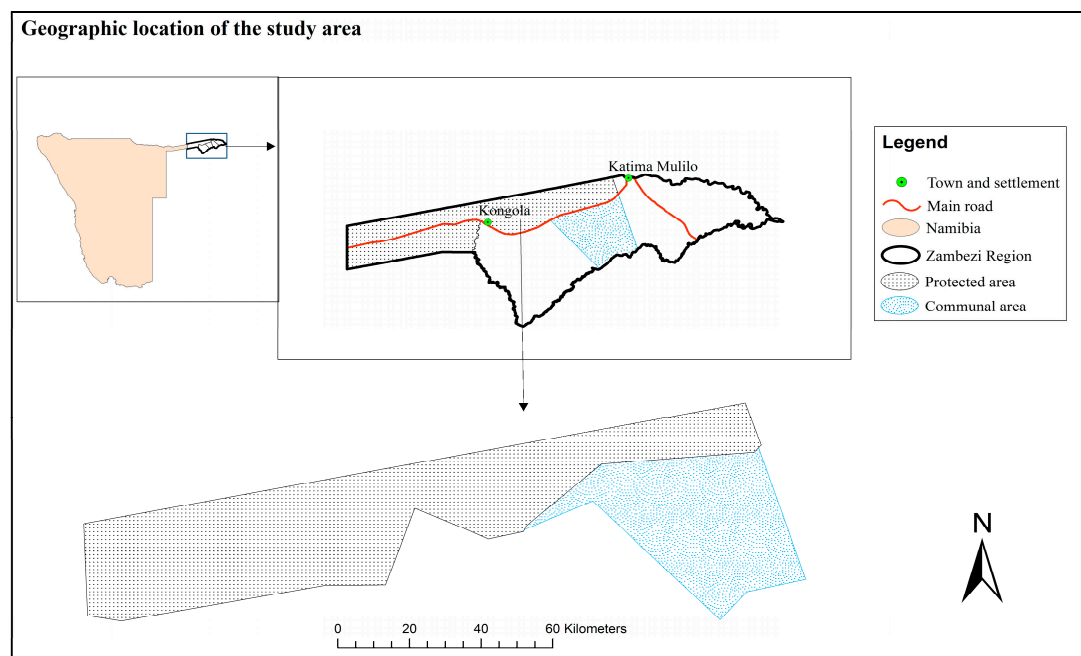 Geographic location of the study area
Katima Mulilo
Kongola
Legend
Town and settlement
Main road
Namibia
Zambezi Region
Protected area
Communal area
N
0 20 40 60 Kilometers